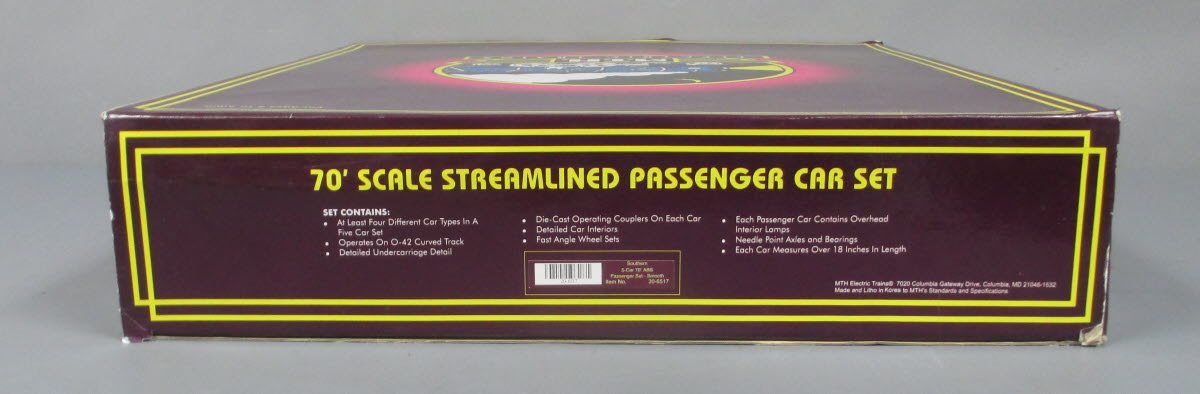 70' SCALE STREAMLINED PASSENGER CAR SET
SET CONTAINS:
• At Least Four Different Car Types In A
Five Car Set
• Operates On O-42 Curved Track
• Detailed Undercarriage Detail
• Die-Cast Operating Couplers On Each Car
• Detailed Car Interiors
• Fast Angle Wheel Sets
• Each Passenger Car Contains Overhead
Interior Lamps
• Needle Point Axles and Bearings
• Each Car Measures Over 18 Inches In Length
Southern
5-Car 70' ABS
Passenger Set - Smooth
Item No. 20-6517
MTH Electric Trains® 7020 Columbia Gateway Drive, Columbia, MD 21046-1532
Made and Litho in Korea to MTH's Standards and Specifications.